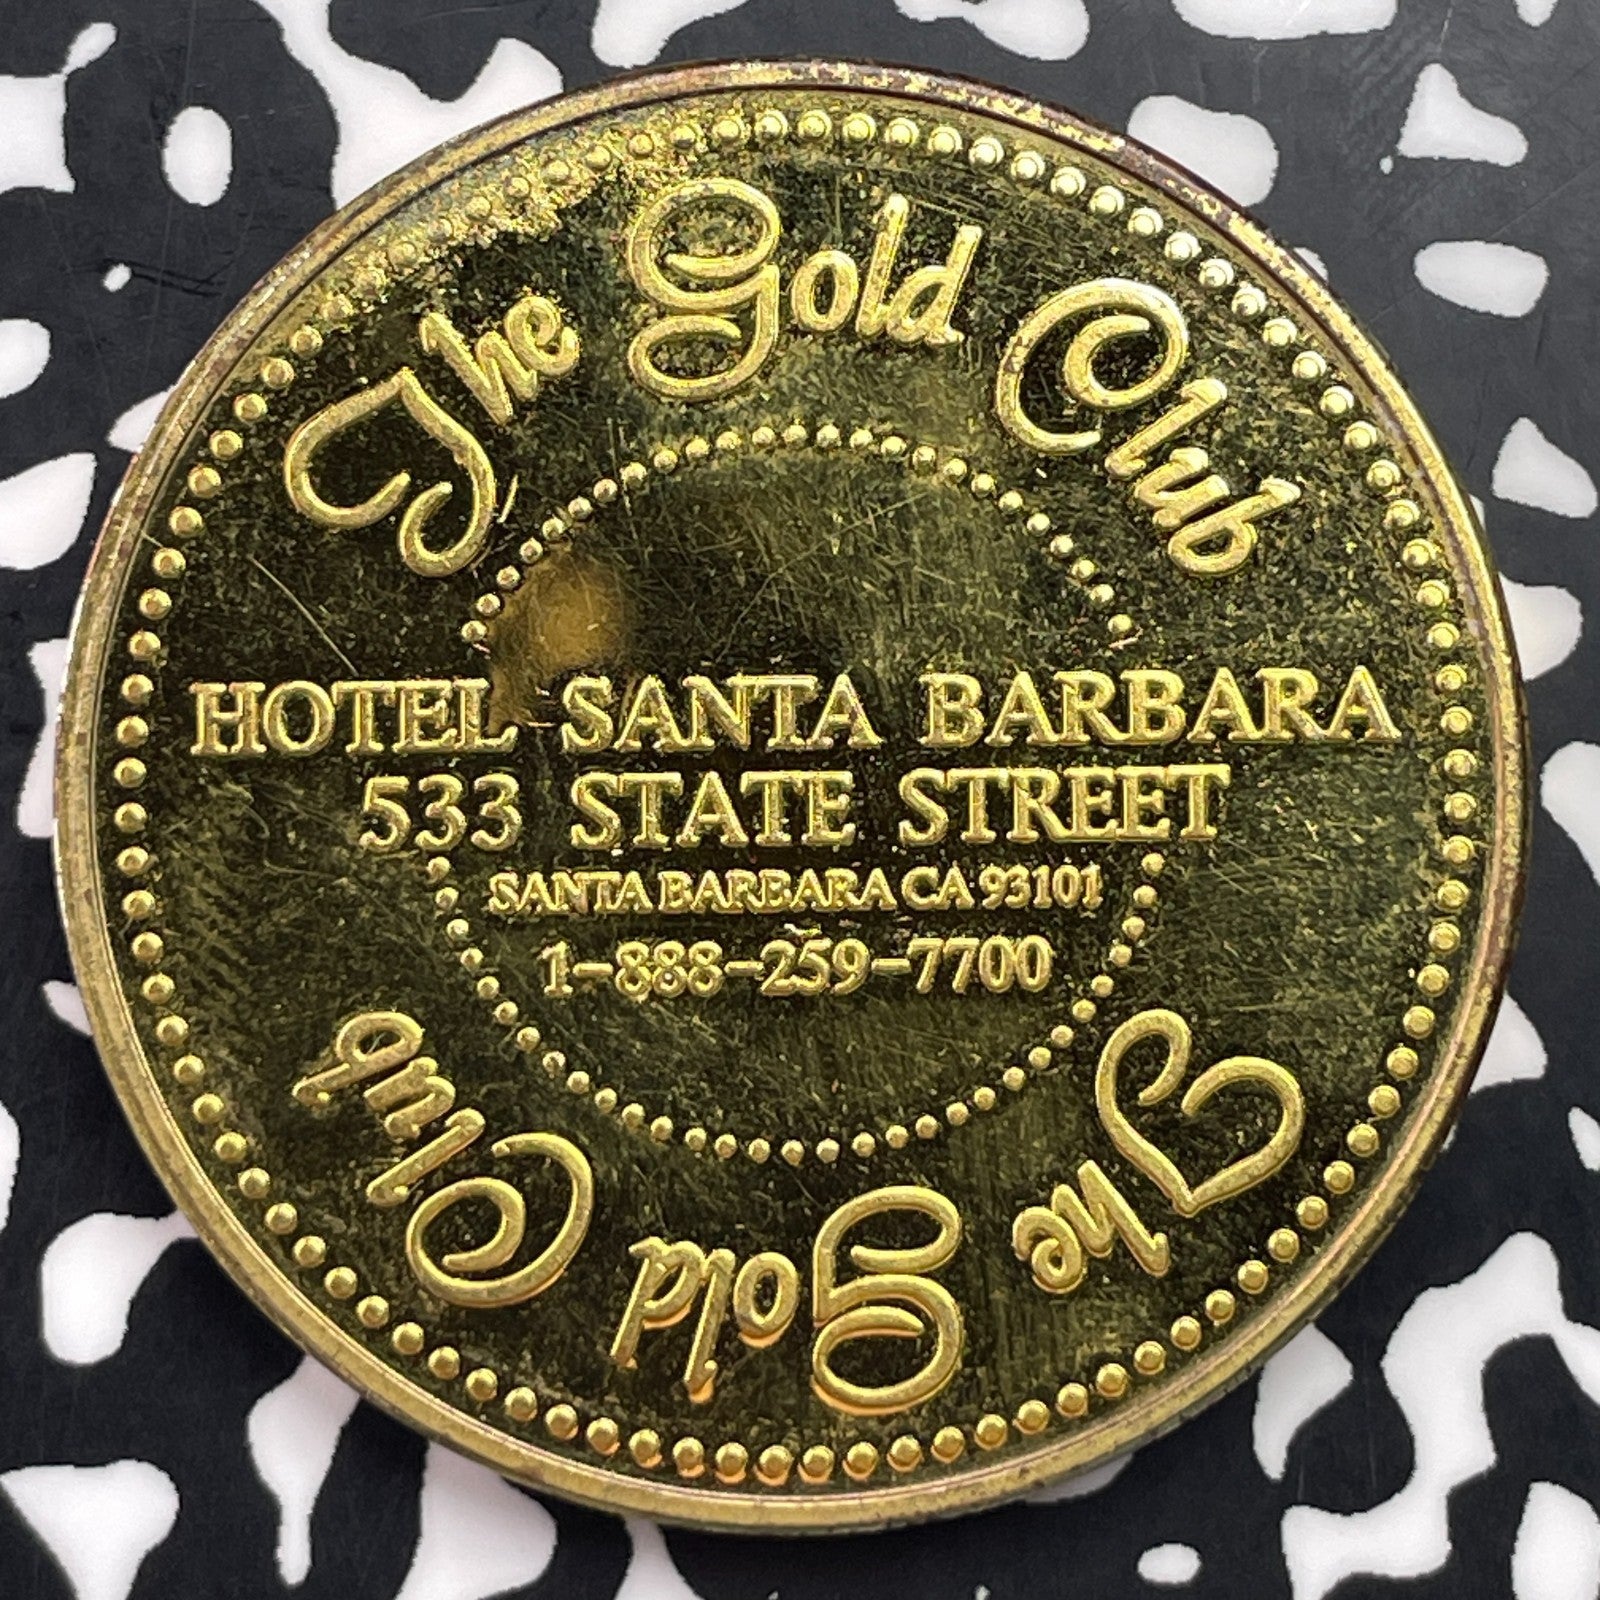 The Gold Club
HOTEL SANTA BARBARA
533 STATE STREET
SANTA BARBARA CA 93101
1-888-259-7700
The Gold Club